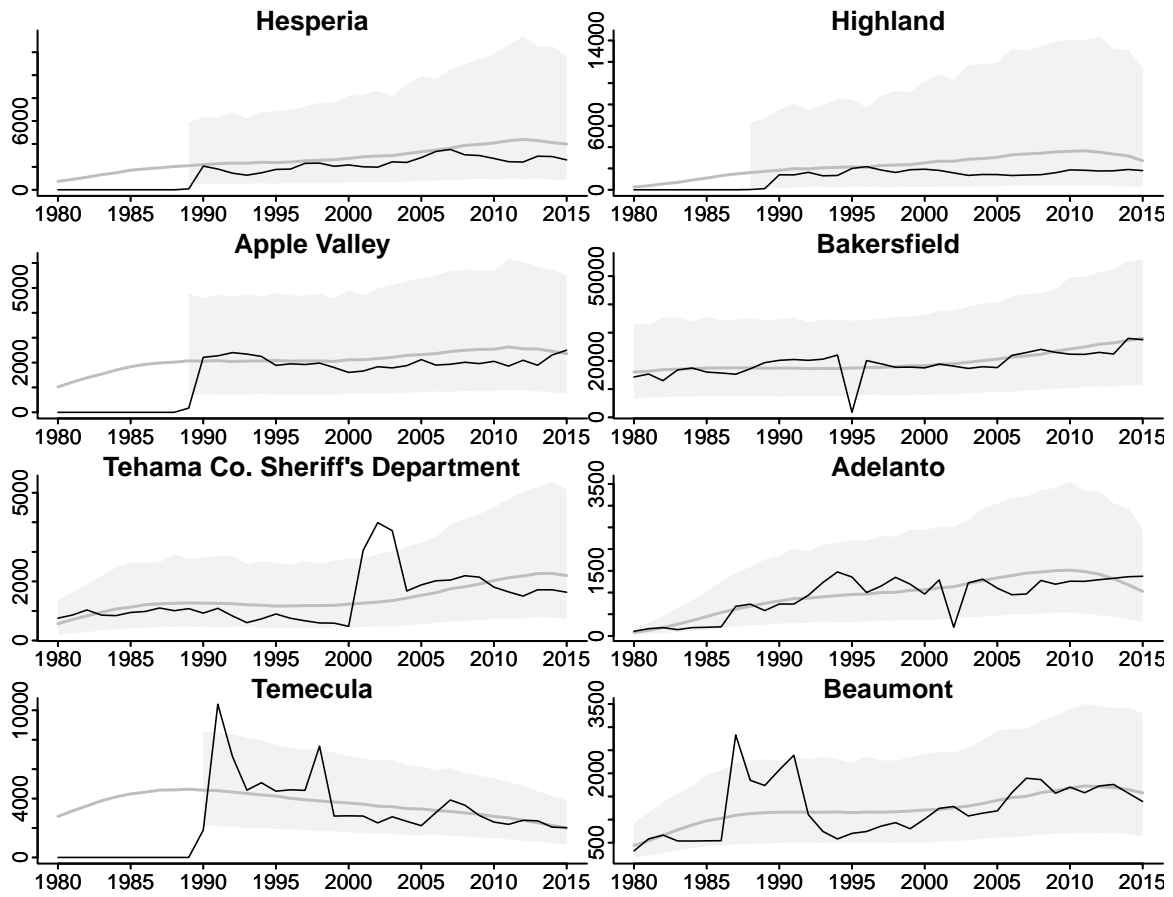 Hesperia
0 6000
1980 1985 1990 1995 2000 2005 2010 2015
Highland
0 6000 14000
1980 1985 1990 1995 2000 2005 2010 2015
Apple Valley
0 2000 5000
1980 1985 1990 1995 2000 2005 2010 2015
Bakersfield
0 20000 50000
1980 1985 1990 1995 2000 2005 2010 2015
Tehama Co. Sheriff's Department
0 2000 5000
1980 1985 1990 1995 2000 2005 2010 2015
Adelanto
0 1500 3500
1980 1985 1990 1995 2000 2005 2010 2015
Temecula
0 4000 10000
1980 1985 1990 1995 2000 2005 2010 2015
Beaumont
500 2000 3500
1980 1985 1990 1995 2000 2005 2010 2015